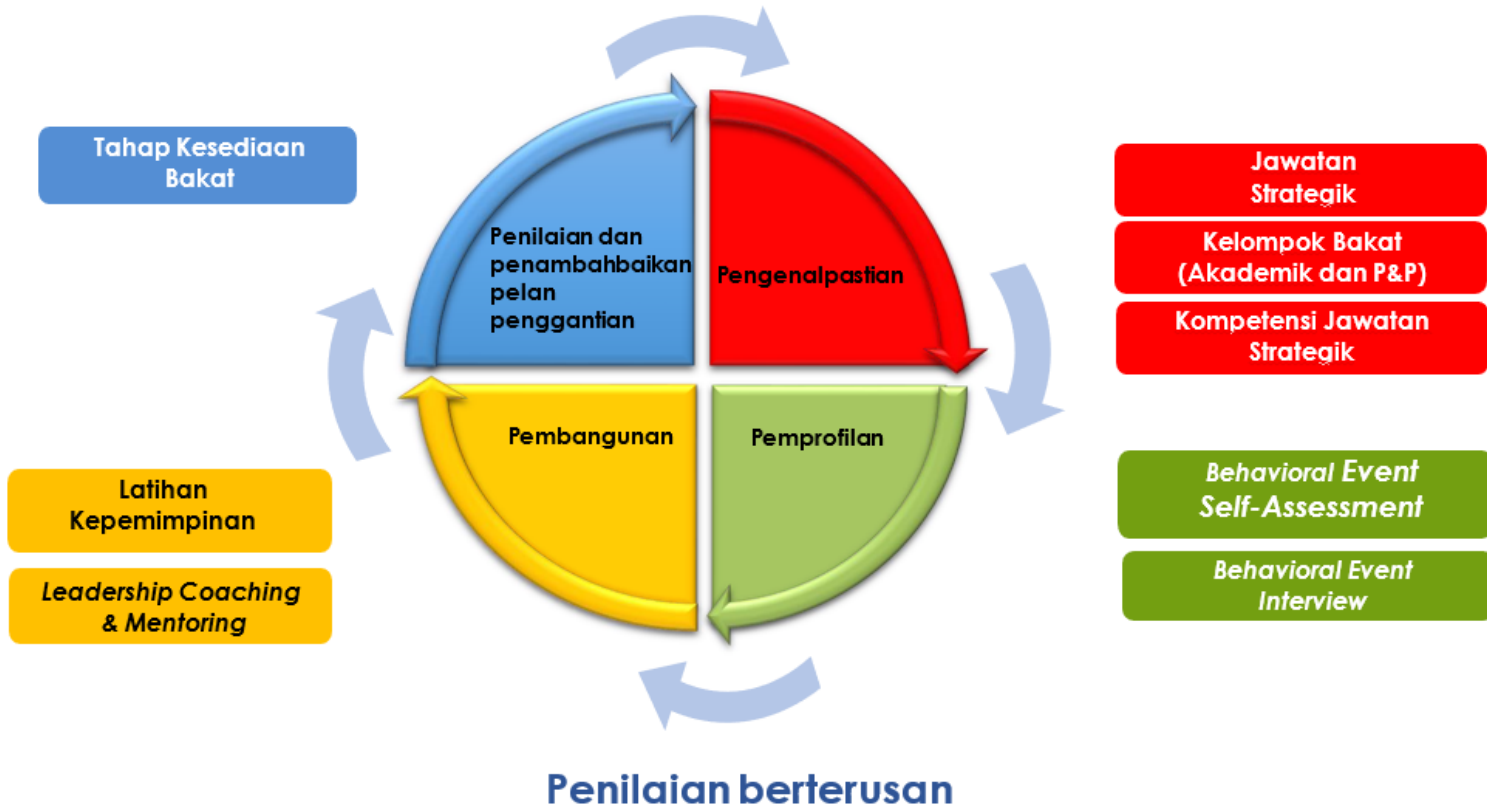 Tahap Kesediaan
Bakat
Penilaian dan
penambahbaikan
pelan
penggantian
Pengenalpastian
Jawatan
Strategik
Kelompok Bakat
(Akademik dan P&P)
Kompetensi Jawatan
Strategik
Pembangunan
Pemprofilan
Latihan
Kepemimpinan
Leadership Coaching
& Mentoring
Behavioral Event
Self-Assessment
Behavioral Event
Interview
Penilaian berterusan